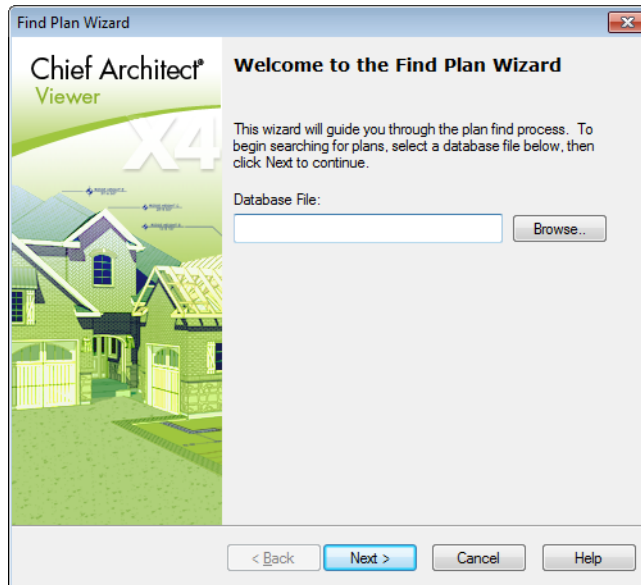 Find Plan Wizard
Chief Architect®
Viewer
X4
Welcome to the Find Plan Wizard
This wizard will guide you through the plan find process. To
begin searching for plans, select a database file below, then
click Next to continue.
Database File:
Browse..
< Back
Next >
Cancel
Help